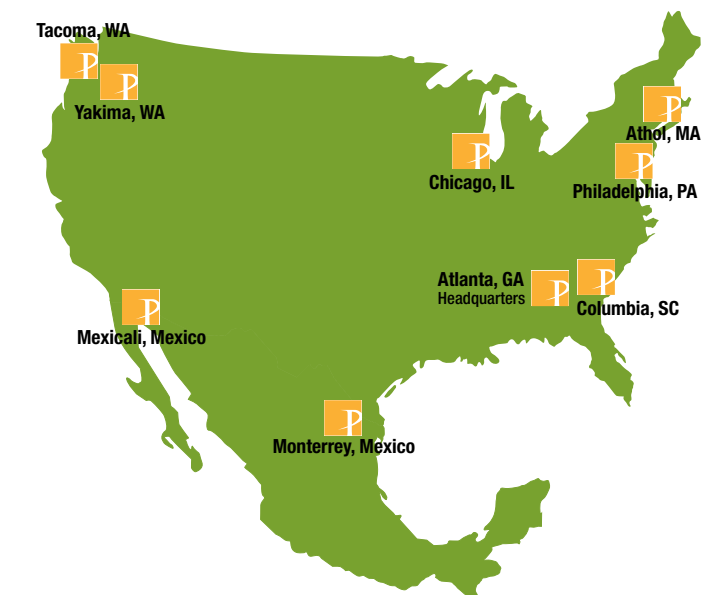 Tacoma, WA
P
P
Yakima, WA
P
Athol, MA
P
Chicago, IL
P
Philadelphia, PA
Atlanta, GA
Headquarters
P
P
Columbia, SC
P
Mexicali, Mexico
P
Monterrey, Mexico